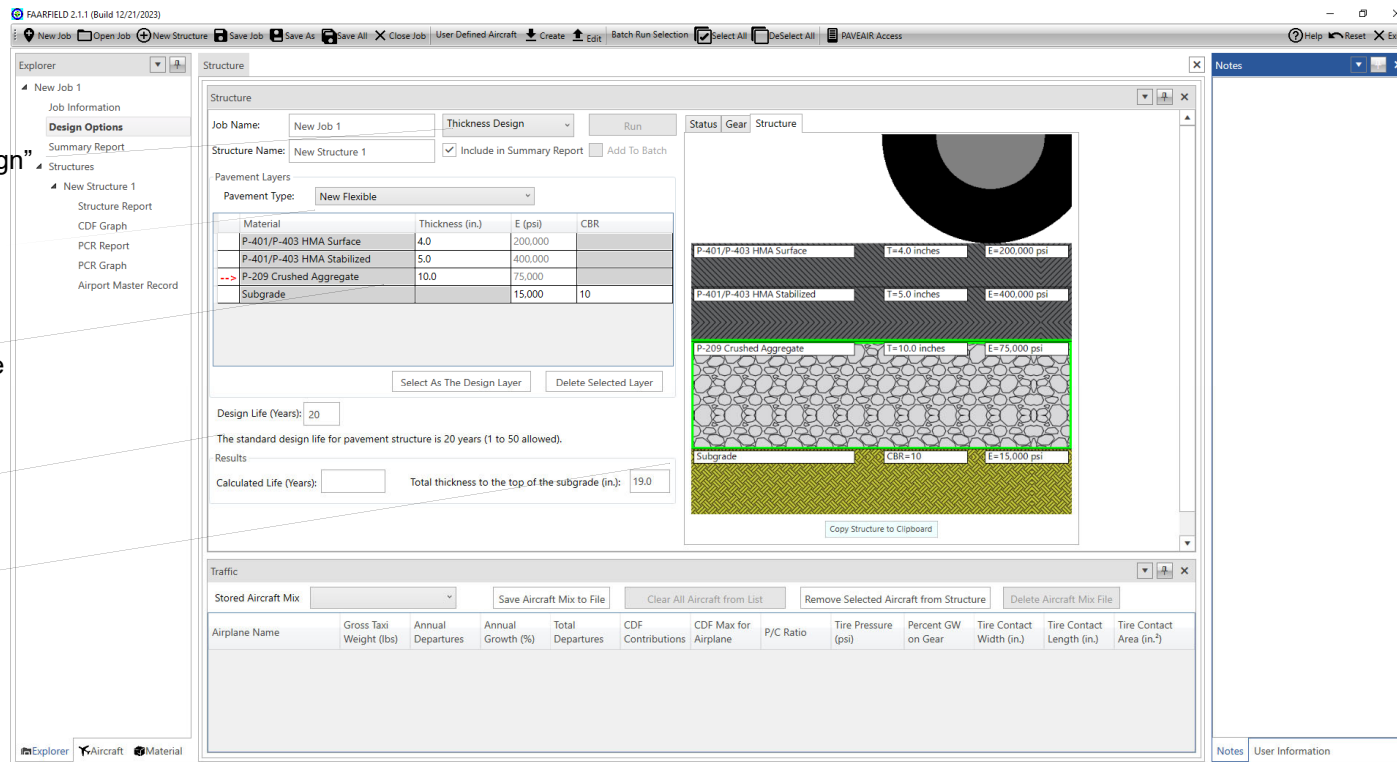 FAARFIELD 2.1.1 (Build 12/21/2023)
New Job Open Job New Structure Save Job Save As Save All Close Job User Defined Aircraft Create Edit Batch Run Selection Select All DeSelect All PAVEAIR Access Help Reset
Explorer
New Job 1
Job Information
Design Options
Summary Report
Structures
New Structure 1
Structure Report
CDF Graph
PCR Report
PCR Graph
Airport Master Record
Explorer Aircraft Material
Structure
Structure
Job Name: New Job 1 Thickness Design Run
Structure Name: New Structure 1 Include in Summary Report Add To Batch
Pavement Layers
Pavement Type: New Flexible
Material Thickness (in.) E (psi) CBR
P-401/P-403 HMA Surface 4.0 200,000
P-401/P-403 HMA Stabilized 5.0 400,000
--> P-209 Crushed Aggregate 10.0 75,000
Subgrade 15,000 10
Select As The Design Layer Delete Selected Layer
Design Life (Years): 20
The standard design life for pavement structure is 20 years (1 to 50 allowed).
Results
Calculated Life (Years): Total thickness to the top of the subgrade (in.): 19.0
Status Gear Structure
P-401/P-403 HMA Surface T=4.0 inches E=200,000 psi
P-401/P-403 HMA Stabilized T=5.0 inches E=400,000 psi
P-209 Crushed Aggregate T=10.0 inches E=75,000 psi
Subgrade CBR=10 E=15,000 psi
Copy Structure to Clipboard
Traffic
Stored Aircraft Mix Save Aircraft Mix to File Clear All Aircraft from List Remove Selected Aircraft from Structure Delete Aircraft Mix File
Airplane Name Gross Taxi Weight (lbs) Annual Departures Annual Growth (%) Total Departures CDF Contributions CDF Max for Airplane P/C Ratio Tire Pressure (psi) Percent GW on Gear Tire Contact Width (in.) Tire Contact Length (in.) Tire Contact Area (in.²)
Notes
Notes User Information
gn”
e